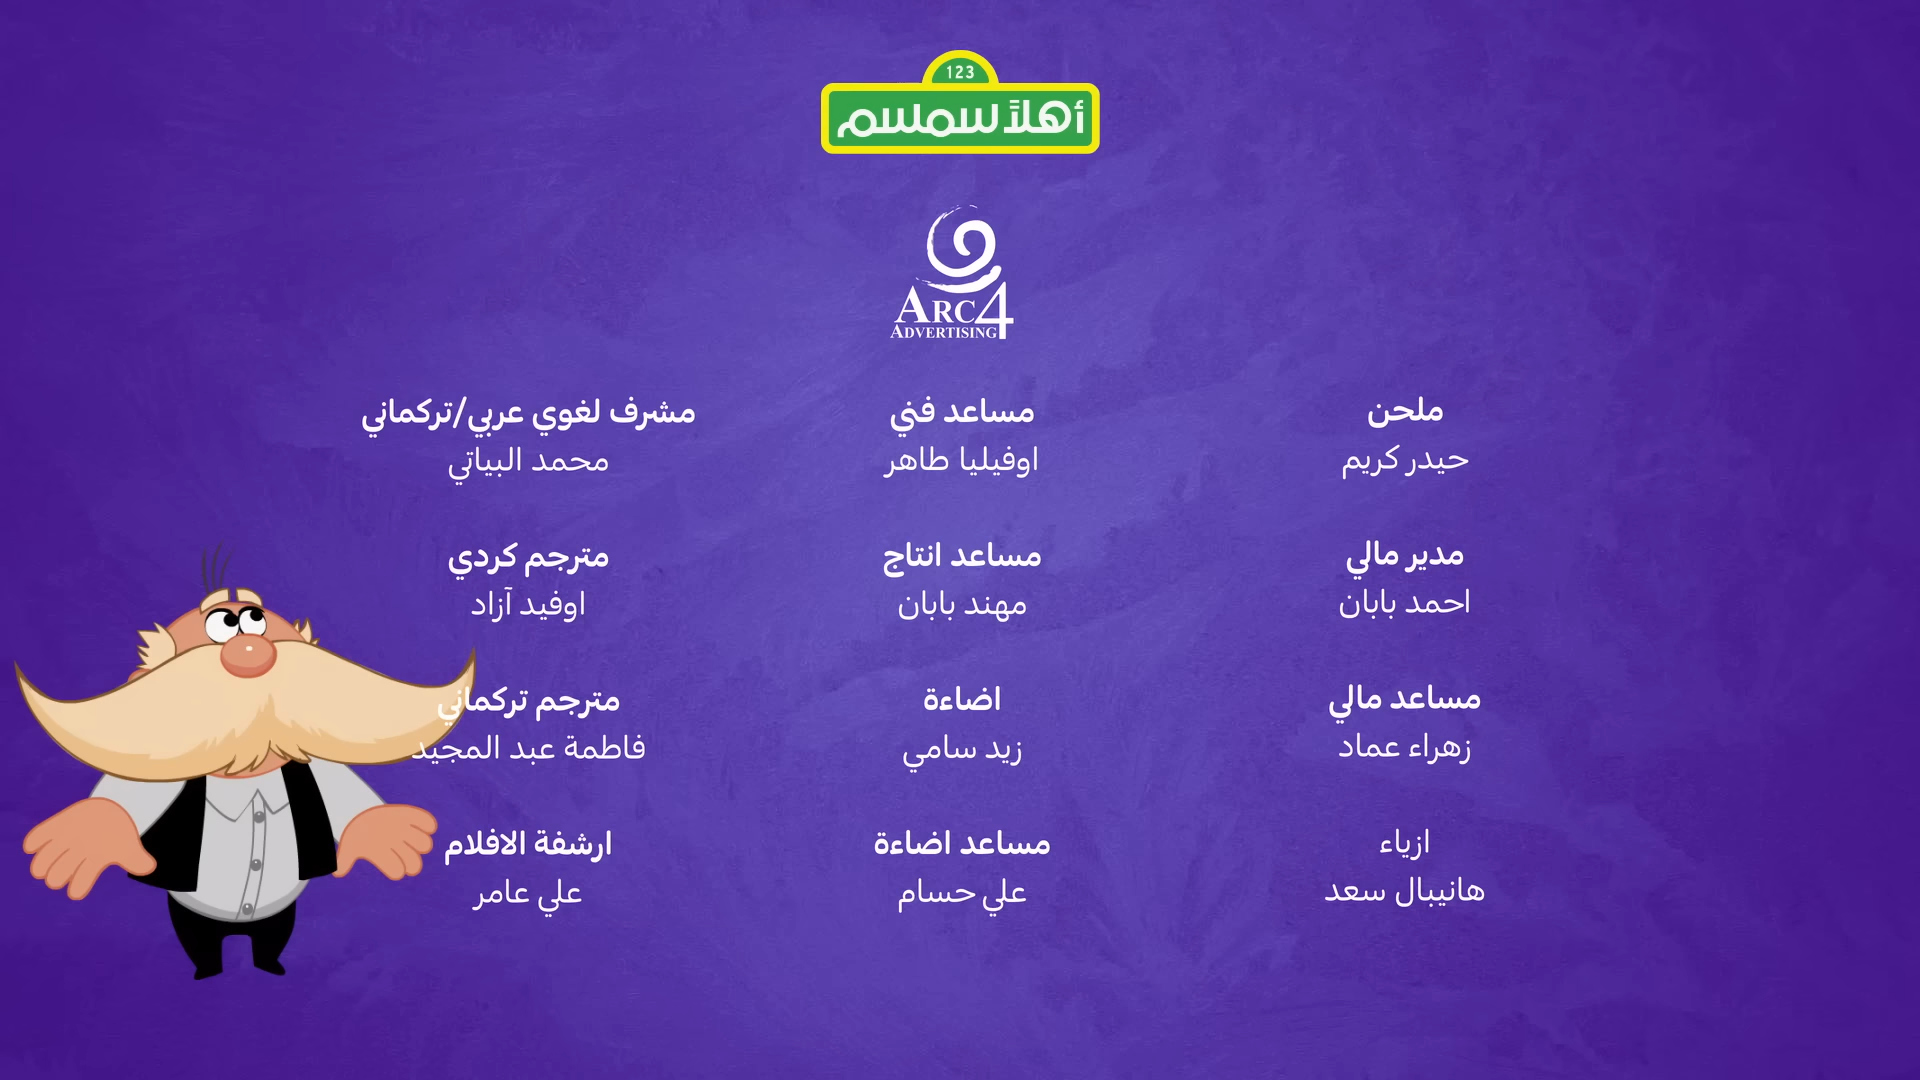 123
أهلاً سمسم
ARC4
ADVERTISING
ملحن
حيدر كريم
مدير مالي
احمد بابان
مساعد مالي
زهراء عماد
ازياء
هانيبال سعد
مساعد فني
اوفيليا طاهر
مساعد انتاج
مهند بابان
اضاءة
زيد سامي
مساعد اضاءة
علي حسام
مشرف لغوي عربي/تركماني
محمد البياتي
مترجم كردي
اوفيد آزاد
مترجم تركماني
فاطمة عبد المجيد
ارشفة الافلام
علي عامر